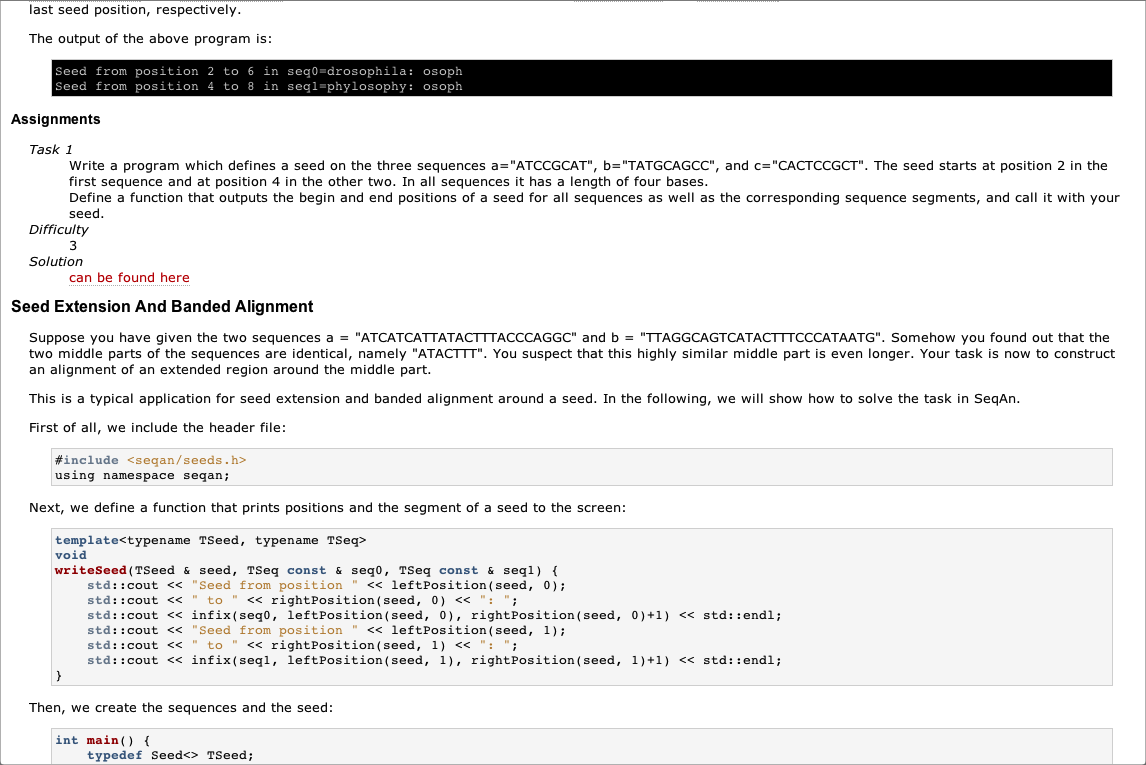 last seed position, respectively.
The output of the above program is:
Seed from position 2 to 6 in seq0=drosophila: osoph
Seed from position 4 to 8 in seq1=phylosophy: osoph
Assignments
Task 1
Write a program which defines a seed on the three sequences a="ATCCGCAT", b="TATGCAGCC", and c="CACTCCGCT". The seed starts at position 2 in the
first sequence and at position 4 in the other two. In all sequences it has a length of four bases.
Define a function that outputs the begin and end positions of a seed for all sequences as well as the corresponding sequence segments, and call it with your
seed.
Difficulty
3
Solution
can be found here
Seed Extension And Banded Alignment
Suppose you have given the two sequences a = "ATCATCATTATACTTTACCCAGGC" and b = "TTAGGCAGTCATACTTTCCCATAATG". Somehow you found out that the
two middle parts of the sequences are identical, namely "ATACTTT". You suspect that this highly similar middle part is even longer. Your task is now to construct
an alignment of an extended region around the middle part.
This is a typical application for seed extension and banded alignment around a seed. In the following, we will show how to solve the task in SeqAn.
First of all, we include the header file:
#include <seqan/seeds.h>
using namespace seqan;
Next, we define a function that prints positions and the segment of a seed to the screen:
template<typename TSeed, typename TSeq>
void
writeSeed(TSeed & seed, TSeq const & seq0, TSeq const & seq1) {
    std::cout << "Seed from position " << leftPosition(seed, 0);
    std::cout << " to " << rightPosition(seed, 0) << ": ";
    std::cout << infix(seq0, leftPosition(seed, 0), rightPosition(seed, 0)+1) << std::endl;
    std::cout << "Seed from position " << leftPosition(seed, 1);
    std::cout << " to " << rightPosition(seed, 1) << ": ";
    std::cout << infix(seq1, leftPosition(seed, 1), rightPosition(seed, 1)+1) << std::endl;
}
Then, we create the sequences and the seed:
int main() {
    typedef Seed<> TSeed;